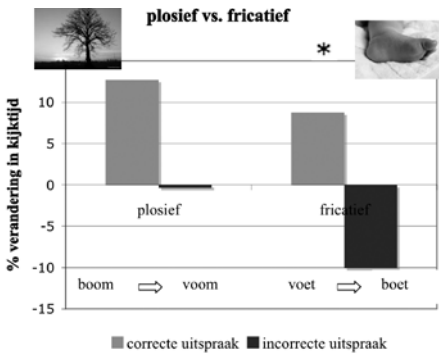 plosief vs. fricatief
*
% verandering in kijktijd
10
5
0
-5
-10
-15
plosief
fricatief
boom ⇨ voom
voet ⇨ boet
correcte uitspraak
incorrecte uitspraak